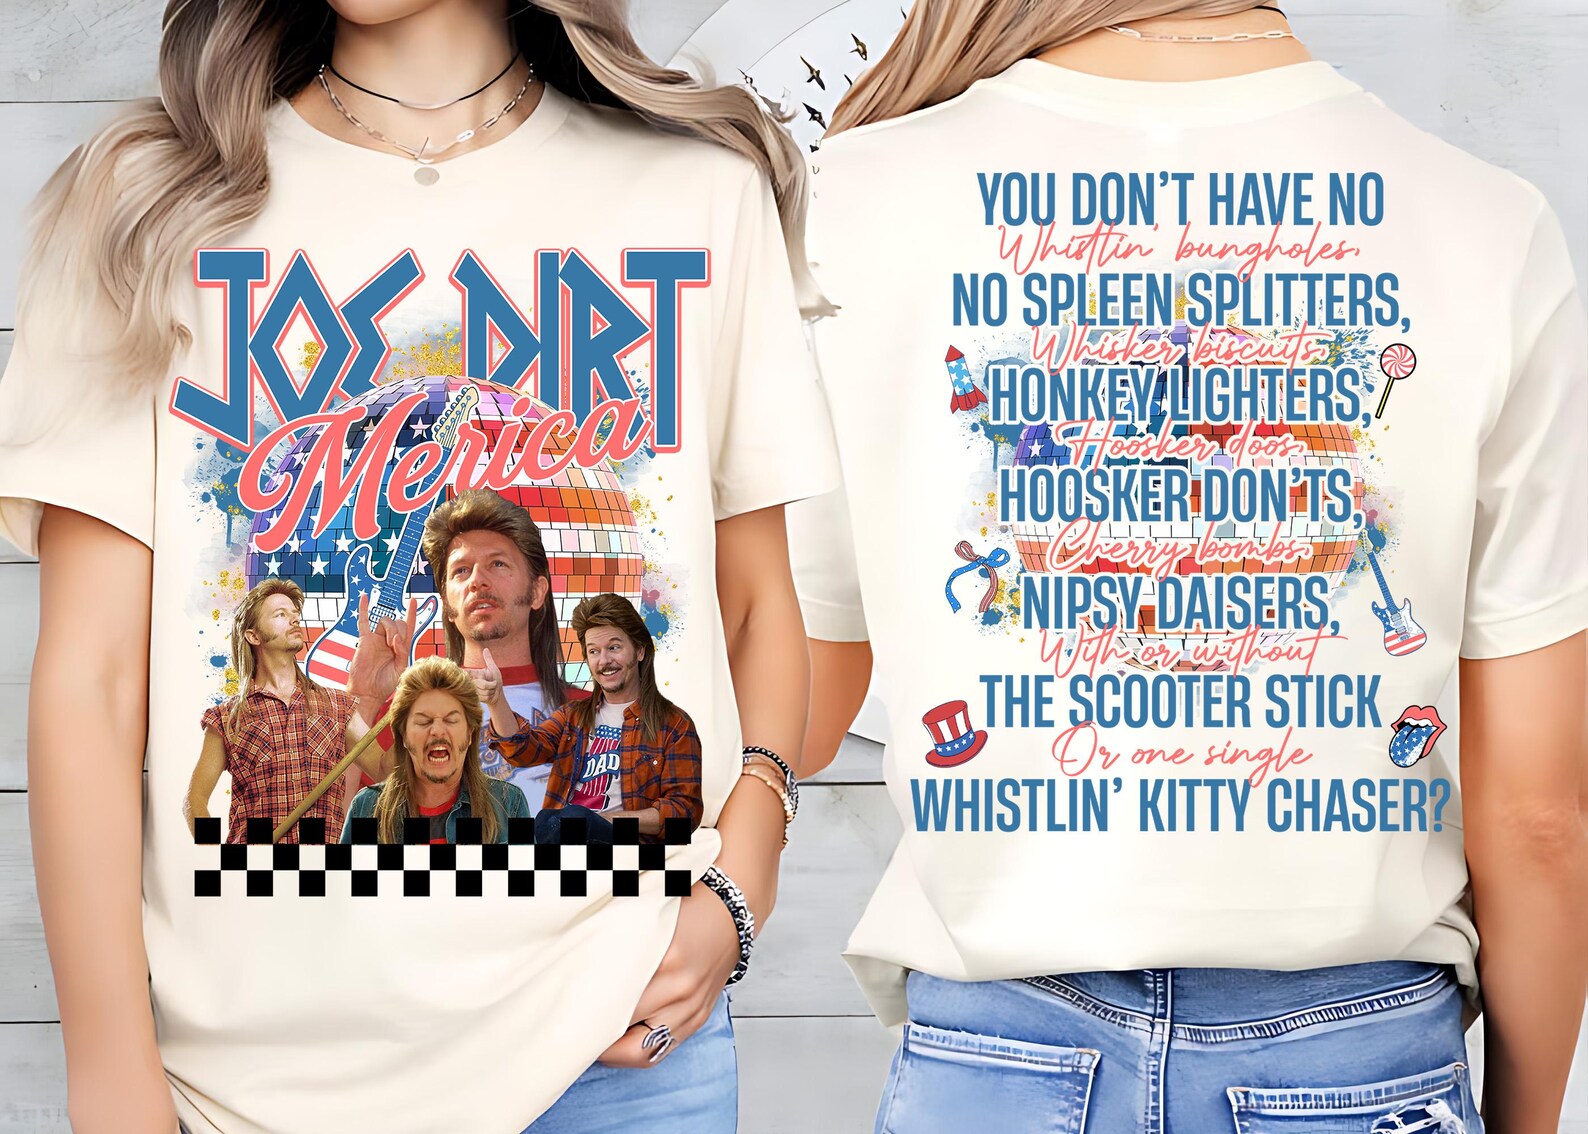 JOE DIRT
'Merica
DAD
YOU DON'T HAVE NO
Whistlin' bungholes,
NO SPLEEN SPLITTERS,
Whisker biscuits,
HONKEY LIGHTERS,
Hoosker doos,
HOOSKER DON'TS,
Cherry bombs,
NIPSY DAISERS,
With or without
THE SCOOTER STICK
Or one single
WHISTLIN' KITTY CHASER?